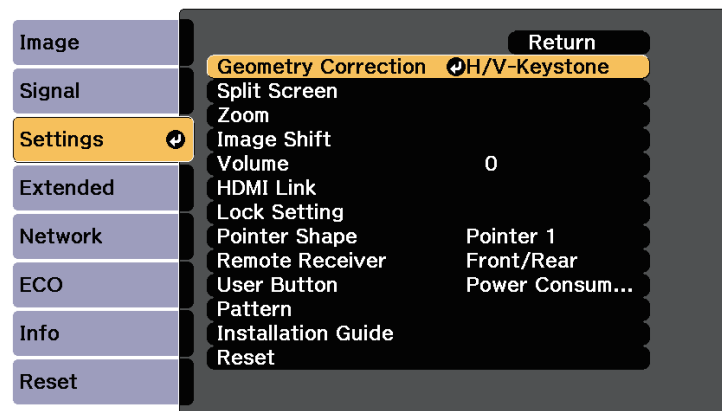 Image
Signal
Settings
Extended
Network
ECO
Info
Reset
Return
Geometry Correction H/V-Keystone
Split Screen
Zoom
Image Shift
Volume 0
HDMI Link
Lock Setting
Pointer Shape Pointer 1
Remote Receiver Front/Rear
User Button Power Consum...
Pattern
Installation Guide
Reset